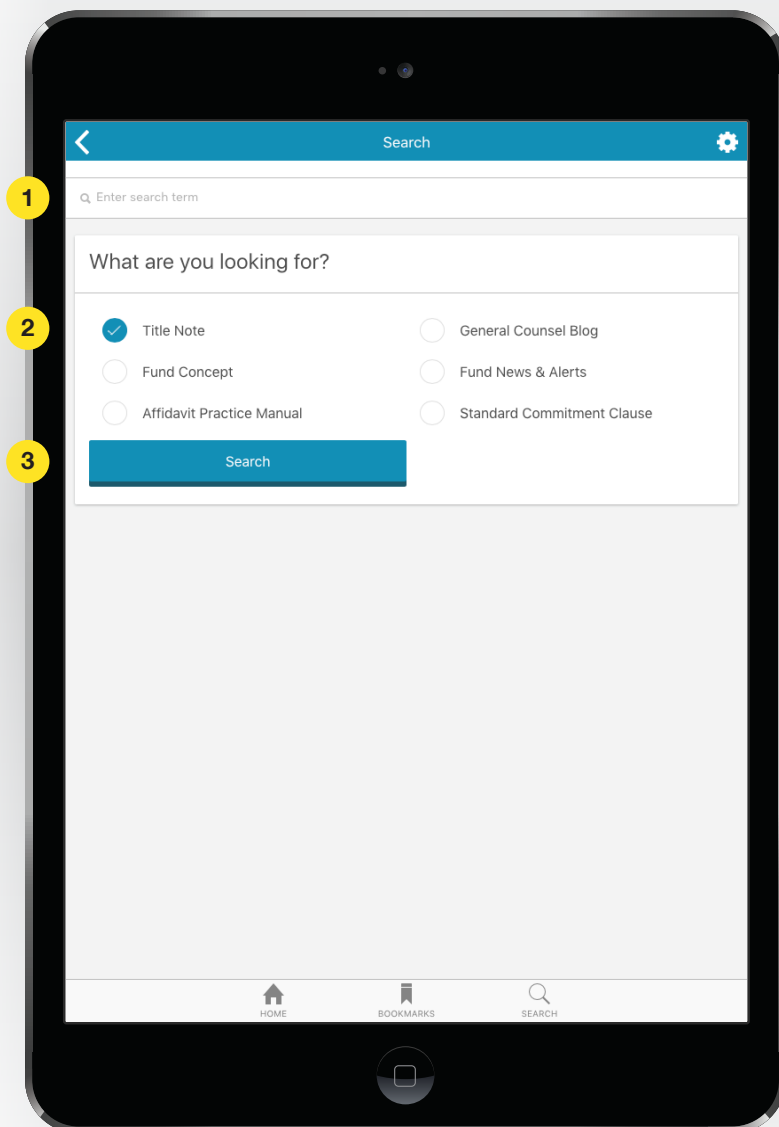 Search
1
Enter search term
What are you looking for?
2
Title Note
General Counsel Blog
Fund Concept
Fund News & Alerts
Affidavit Practice Manual
Standard Commitment Clause
3
Search
HOME
BOOKMARKS
SEARCH